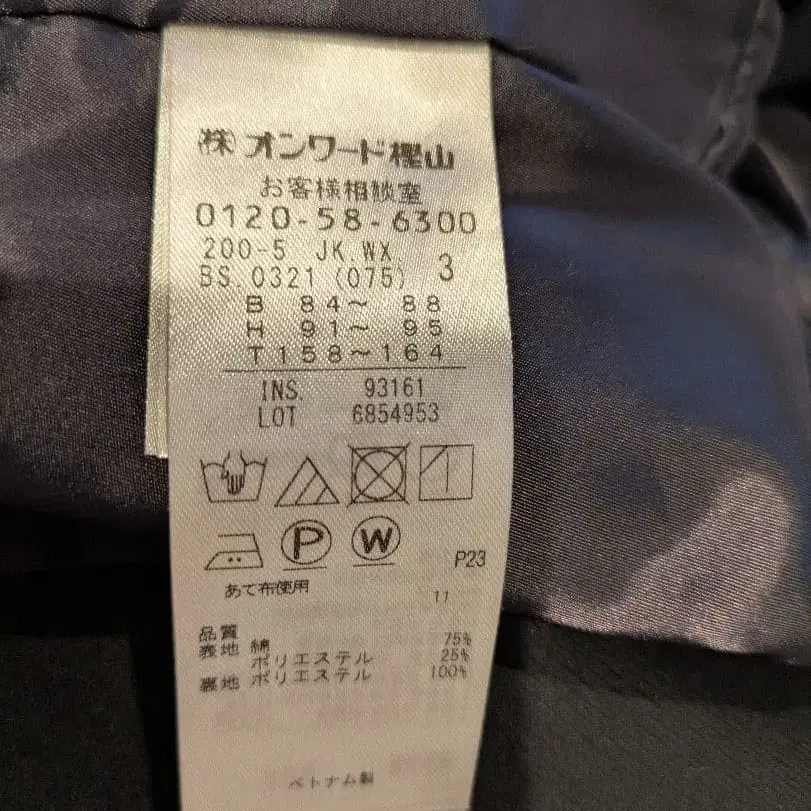 ㈱オンワード樫山
お客様相談室
0120-58-6300
200-5 JK.WX
BS.0321 (075) 3
B 84～ 88
H 91～ 95
T158～164
INS. 93161
LOT 6854953
P W
P23
あて布使用
11
品質
表地 綿 75%
ポリエステル 25%
裏地 ポリエステル 100%
ベトナム製